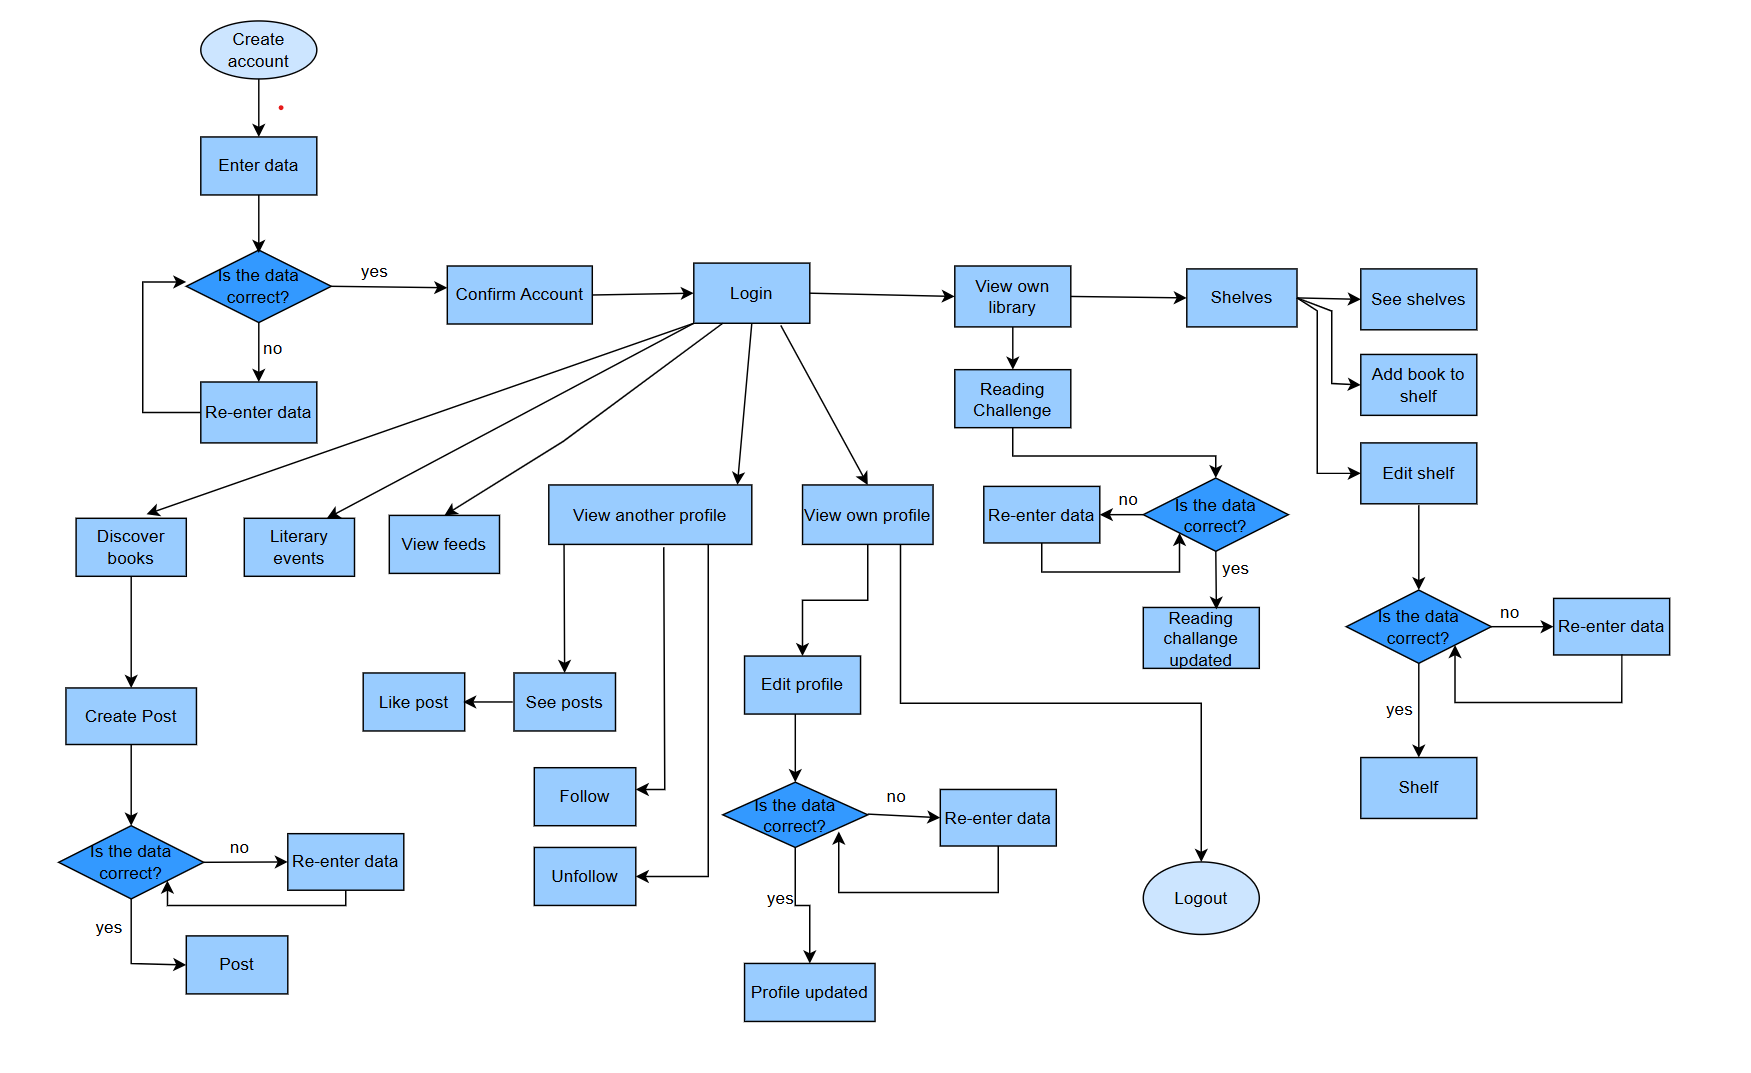 Create
account
Enter data
Is the data
correct?
yes
no
Re-enter data
Confirm Account
Login
View own
library
Shelves
See shelves
Add book to
shelf
Edit shelf
Reading
Challenge
Is the data
correct?
no
Re-enter data
yes
Reading
challange
updated
Is the data
correct?
no
Re-enter data
yes
Shelf
Discover
books
Literary
events
View feeds
View another profile
View own profile
Create Post
Like post
See posts
Edit profile
Follow
Unfollow
Is the data
correct?
no
Re-enter data
yes
Post
Is the data
correct?
no
Re-enter data
yes
Profile updated
Logout